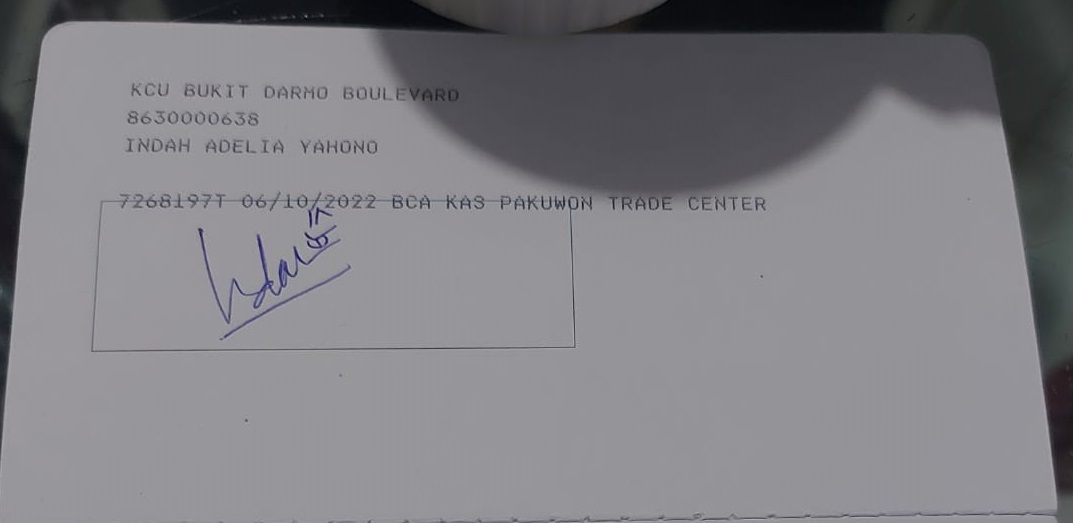 KCU BUKIT DARMO BOULEVARD
8630000638
INDAH ADELIA YAHONO
7268197T 06/10/2022 BCA KAS PAKUWON TRADE CENTER